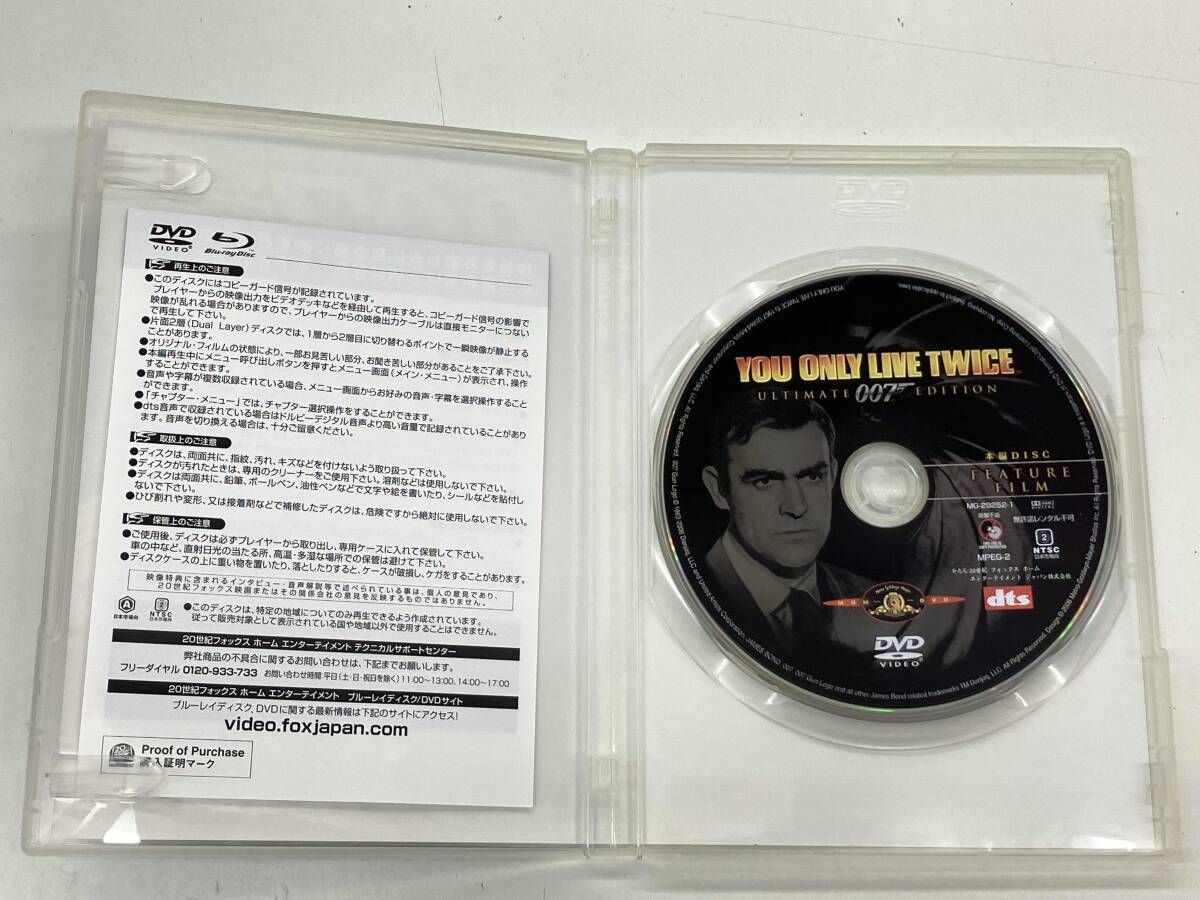 DVD VIDEO Blu-ray Disc
再生上のご注意
●このディスクにはコピーガード信号が記録されています。
プレイヤーからの映像出力をビデオデッキなどを経由して再生すると、コピーガード信号の影響で
映像が乱れる場合がありますので、プレイヤーからの映像出力ケーブルは直接モニターにつない
で再生して下さい。
●片面2層(Dual Layer)ディスクでは、1層から2層目に切り替わるポイントで一瞬映像が静止する
ことがあります。
●オリジナル・フィルムの状態により、一部お見苦しい部分、お聞き苦しい部分があることをご了承下さい。
●本編再生中にメニュー呼び出しボタンを押すとメニュー画面(メイン・メニュー)が表示され、操作
することができます。
●音声や字幕が複数収録されている場合、メニュー画面からお好みの音声・字幕を選択操作すること
ができます。
●「チャプター・メニュー」では、チャプター選択操作をすることができます。
●dts音声で収録されている場合はドルビーデジタル音声より高い音量で記録されていることがあり
ます。音声を切り換える場合は、十分ご留意ください。
取扱上のご注意
●ディスクは、両面共に、指紋、汚れ、キズなどを付けないよう取り扱って下さい。
●ディスクが汚れたときは、専用のクリーナーをご使用下さい。溶剤などは使用しないで下さい。
●ディスクは両面共に、鉛筆、ボールペン、油性ペンなどで文字や絵を書いたり、シールなどを貼付し
ないで下さい。
●ひび割れや変形、又は接着剤などで補修したディスクは、危険ですから絶対に使用しないで下さい。
保管上のご注意
●ご使用後、ディスクは必ずプレイヤーから取り出し、専用ケースに入れて保管して下さい。
車の中など、直射日光の当たる所、高温・多湿な場所での保管は避けて下さい。
●ディスクケースの上に重い物を置いたり、落としたりすると、ケースが破損し、ケガをすることがあります。
映像特典に含まれるインタビュー・音声解説等で述べられている事は、個人の意見であり、
20世紀フォックス映画またはその関係会社の意見を反映するものではありません。
A 日本市場向 2 NTSC 日本市場向
●このディスクは、特定の地域についてのみ再生できるよう作成されています。
従って販売対象として表示されている国や地域以外で使用することはできません。
20世紀フォックス ホーム エンターテイメント テクニカルサポートセンター
弊社商品の不具合に関するお問い合わせは、下記までお願いします。
フリーダイヤル 0120-933-733 お問い合わせ時間 平日(土・日・祝日を除く) 11:00〜13:00、14:00〜17:00
20世紀フォックス ホーム エンターテイメント ブルーレイディスク/DVDサイト
ブルーレイディスク、DVDに関する最新情報は下記のサイトにアクセス!
video.foxjapan.com
Proof of Purchase
購入証明マーク
DVD
YOU ONLY LIVE TWICE
ULTIMATE 007 EDITION
本編DISC
FEATURE
FILM
MG-29252-1
複製不能
無許諾レンタル不可
MPEG-2
2
NTSC
日本市場向
発売元:20世紀 フォックス ホーム
エンターテイメント ジャパン株式会社
dts
MGM DVD
DVD
VIDEO